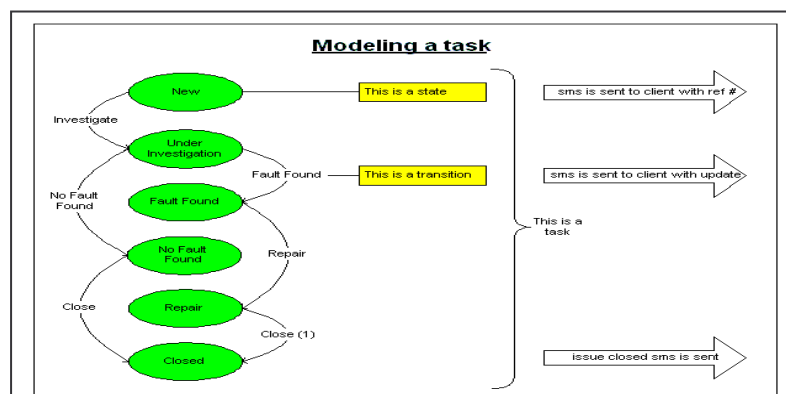 Modeling a task
New
This is a state
sms is sent to client with ref #
Investigate
Under
Investigation
Fault Found
This is a transition
sms is sent to client with update
No Fault
Found
Fault Found
This is a
task
No Fault
Found
Repair
Close
Repair
Close (1)
Closed
issue closed sms is sent